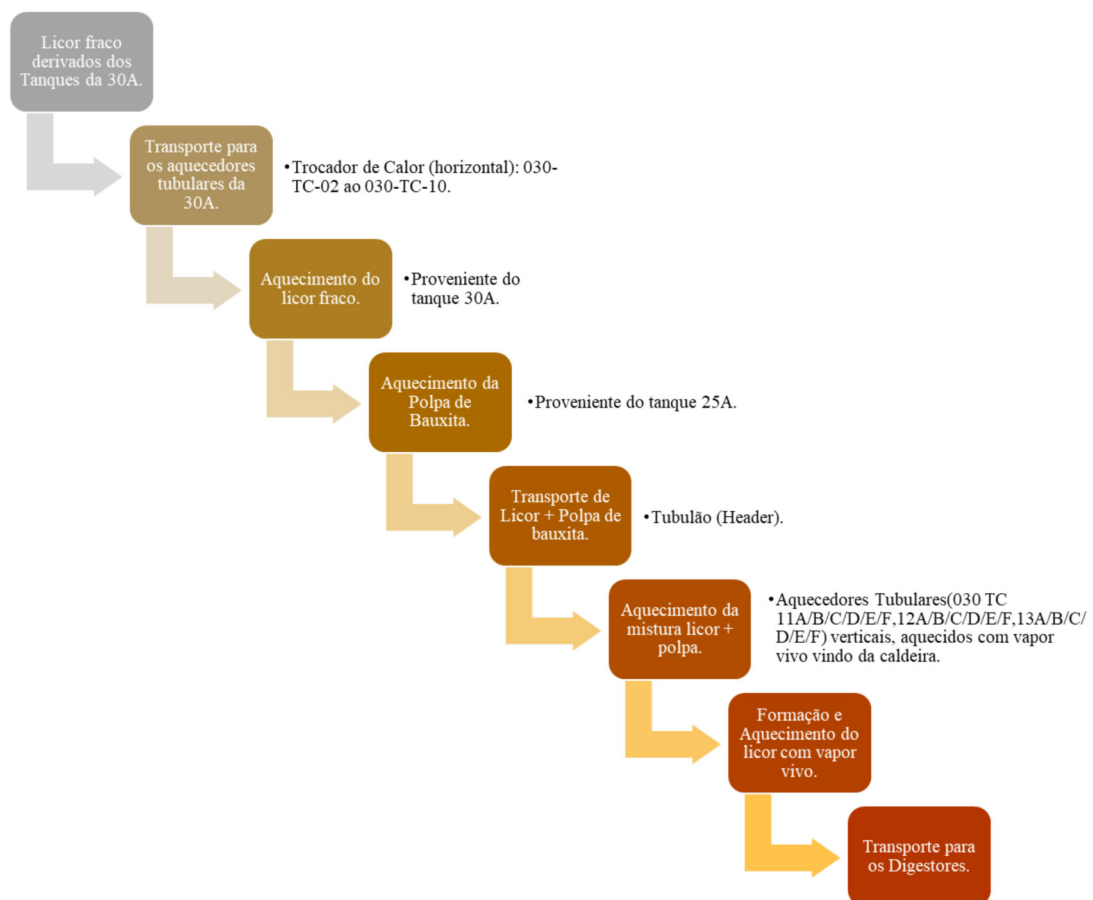 Licor fraco
derivados dos
Tanques da 30A.
Transporte para
os aquecedores
tubulares da
30A.
•Trocador de Calor (horizontal): 030-
TC-02 ao 030-TC-10.
Aquecimento do
licor fraco.
•Proveniente do
tanque 30A.
Aquecimento da
Polpa de
Bauxita.
•Proveniente do tanque 25A.
Transporte de
Licor + Polpa de
bauxita.
•Tubulão (Header).
Aquecimento da
mistura licor +
polpa.
•Aquecedores Tubulares(030 TC
11A/B/C/D/E/F,12A/B/C/D/E/F,13A/B/C/
D/E/F) verticais, aquecidos com vapor
vivo vindo da caldeira.
Formação e
Aquecimento do
licor com vapor
vivo.
Transporte para
os Digestores.